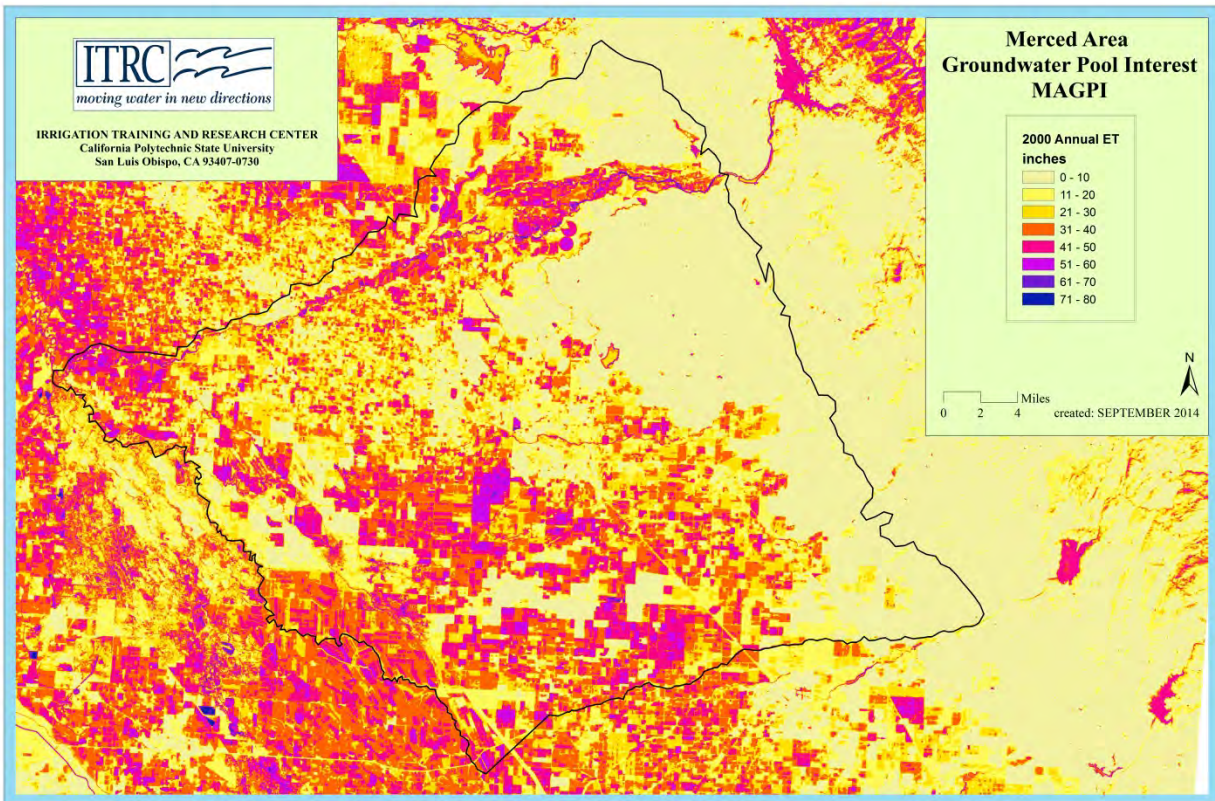 ITRC
moving water in new directions
IRRIGATION TRAINING AND RESEARCH CENTER
California Polytechnic State University
San Luis Obispo, CA 93407-0730
Merced Area
Groundwater Pool Interest
MAGPI
2000 Annual ET
inches
0 - 10
11 - 20
21 - 30
31 - 40
41 - 50
51 - 60
61 - 70
71 - 80
N
Miles
0 2 4
created: SEPTEMBER 2014